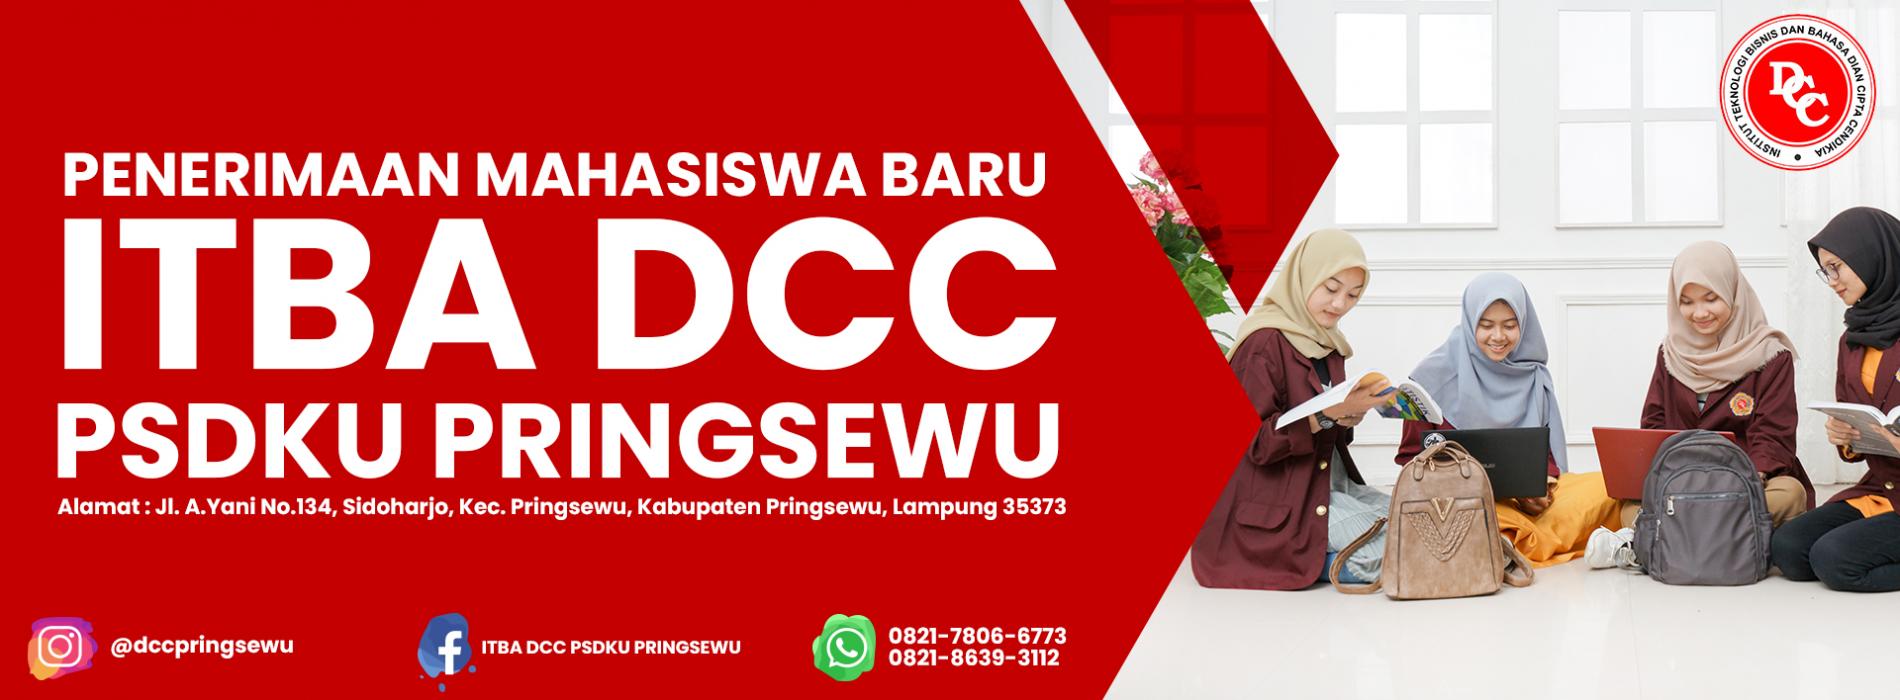 PENERIMAAN MAHASISWA BARU
ITBA DCC
PSDKU PRINGSEWU
Alamat : Jl. A.Yani No.134, Sidoharjo, Kec. Pringsewu, Kabupaten Pringsewu, Lampung 35373
@dccpringsewu
ITBA DCC PSDKU PRINGSEWU
0821-7806-6773
0821-8639-3112
INSTITUT TEKNOLOGI BISNIS DAN BAHASA DIAN CIPTA CENDIKIA
DCC